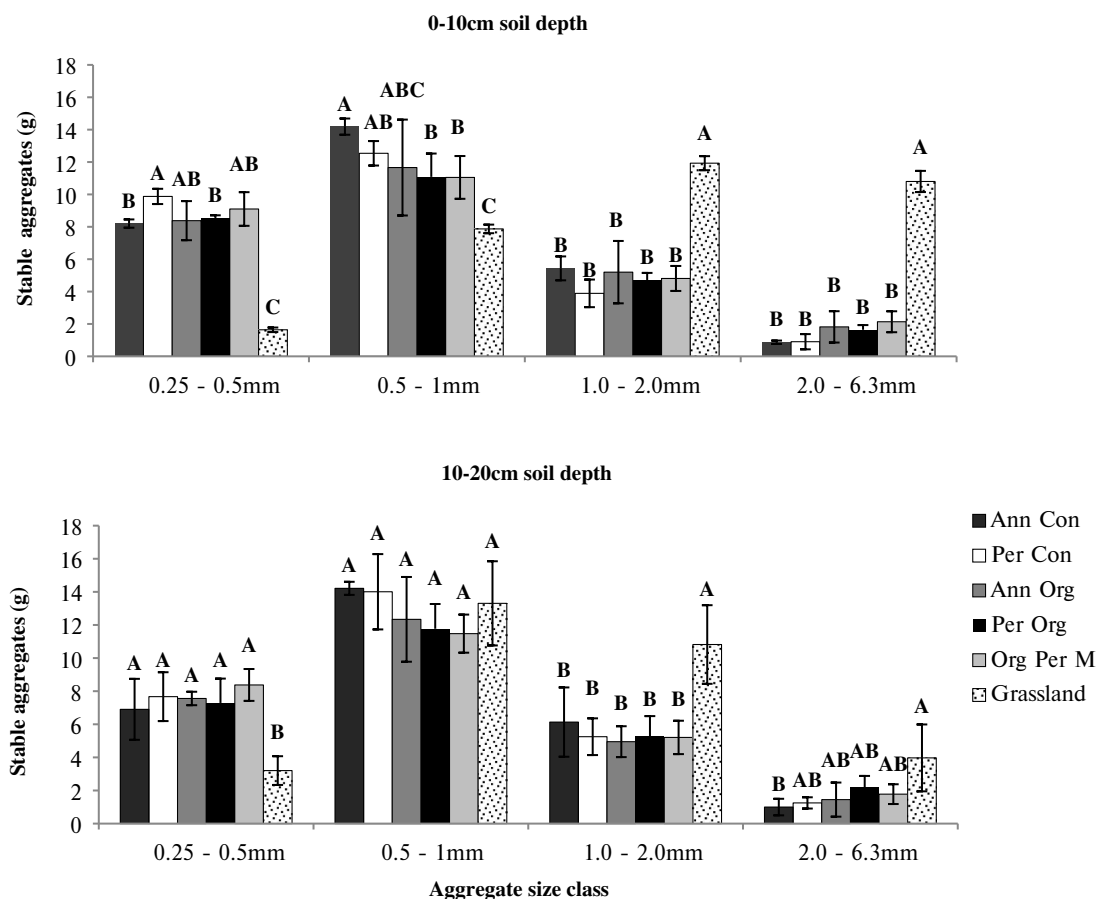 0-10cm soil depth
Stable aggregates (g)
18
16
14
12
10
8
6
4
2
0
B A AB B AB C
A AB ABC B B C
B B B B B A
B B B B B A
0.25 - 0.5mm 0.5 - 1mm 1.0 - 2.0mm 2.0 - 6.3mm
10-20cm soil depth
Stable aggregates (g)
18
16
14
12
10
8
6
4
2
0
A A A A A B
A A A A A A
B B B B B A
B AB AB AB AB A
0.25 - 0.5mm 0.5 - 1mm 1.0 - 2.0mm 2.0 - 6.3mm
Aggregate size class
Ann Con
Per Con
Ann Org
Per Org
Org Per M
Grassland